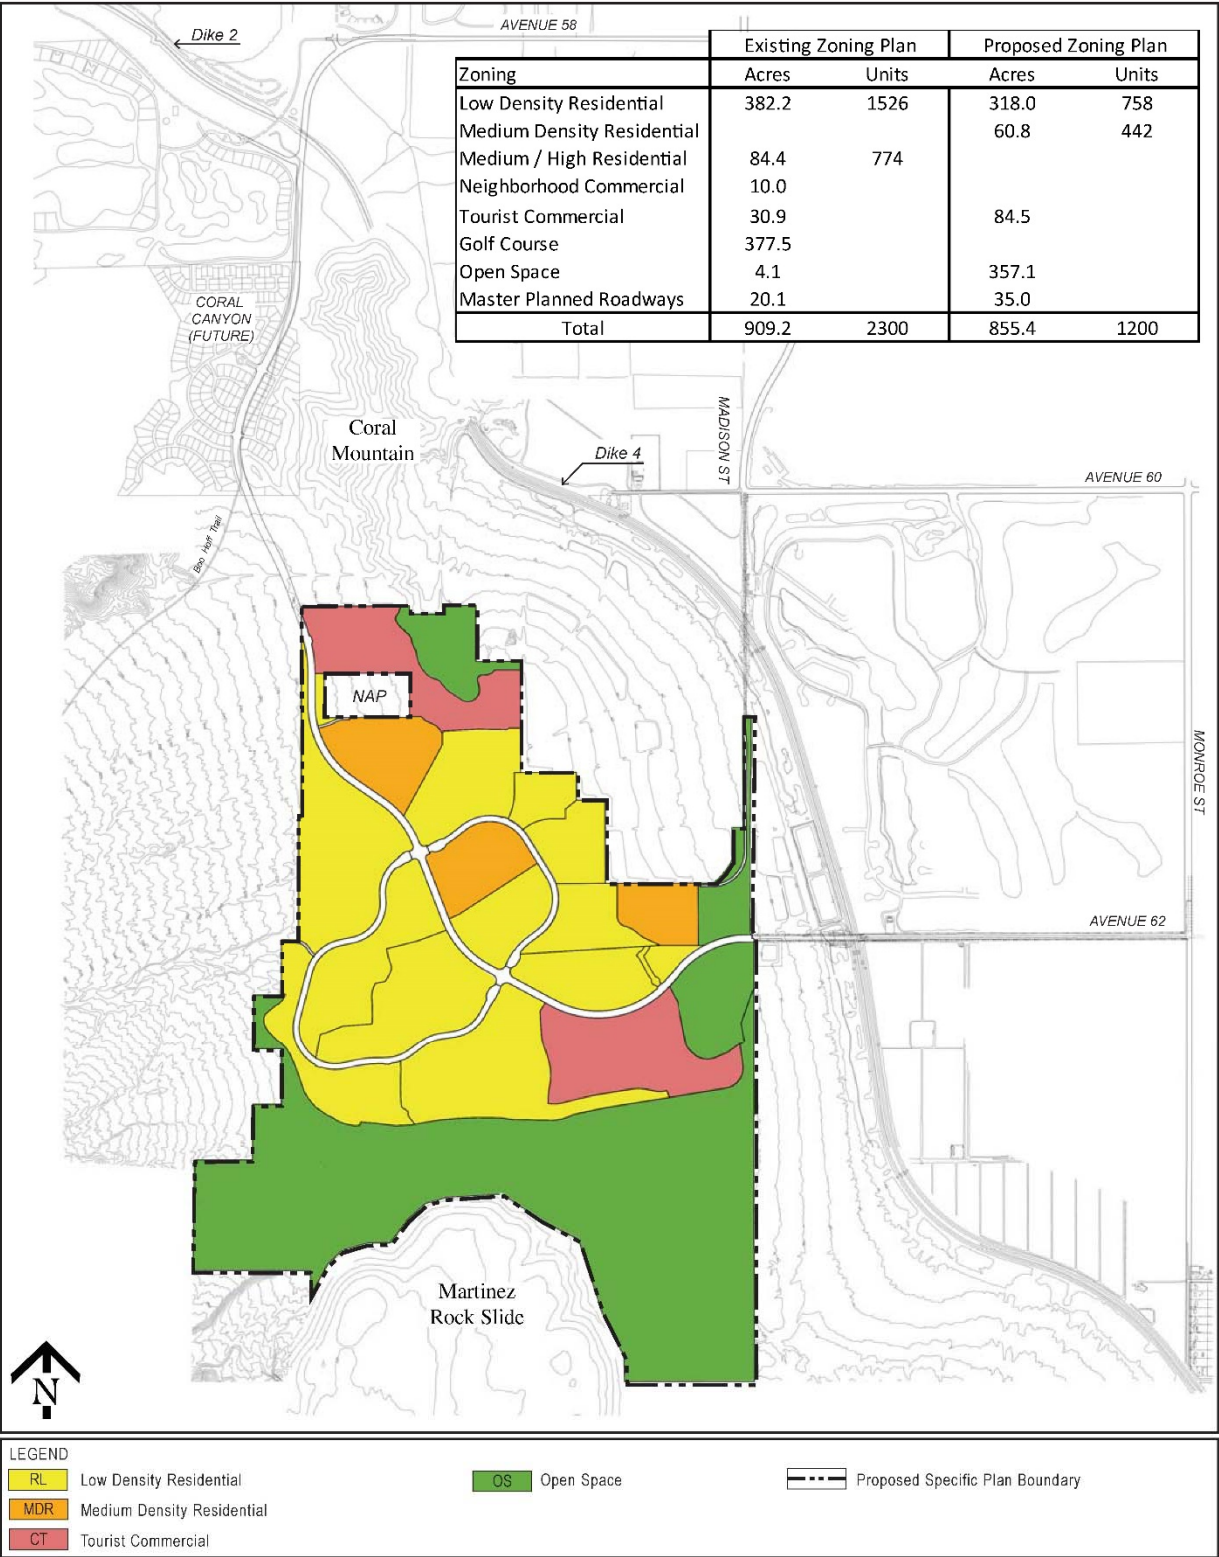 Dike 2
AVENUE 58
Existing Zoning Plan Proposed Zoning Plan
Zoning Acres Units Acres Units
Low Density Residential 382.2 1526 318.0 758
Medium Density Residential 60.8 442
Medium / High Residential 84.4 774
Neighborhood Commercial 10.0
Tourist Commercial 30.9 84.5
Golf Course 377.5
Open Space 4.1 357.1
Master Planned Roadways 20.1 35.0
Total 909.2 2300 855.4 1200
CORAL
CANYON
(FUTURE)
Coral
Mountain
MADISON ST
Dike 4
AVENUE 60
Boo Hoff Trail
NAP
MONROE ST
AVENUE 62
Martinez
Rock Slide
N
LEGEND
RL Low Density Residential
OS Open Space
Proposed Specific Plan Boundary
MDR Medium Density Residential
CT Tourist Commercial